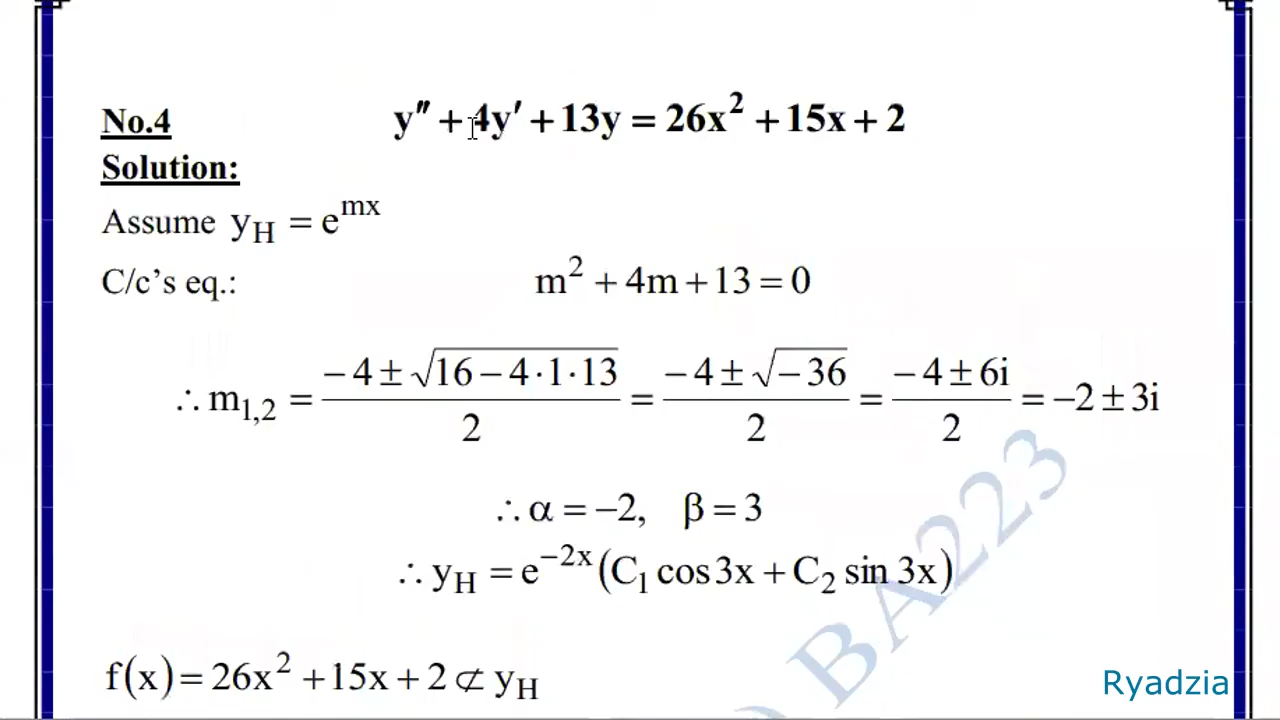 No.4 y″ + 4y′ + 13y = 26x² + 15x + 2
Solution:
Assume y_H = e^{mx}
C/c’s eq.: m² + 4m + 13 = 0
∴ m_{1,2} = (−4 ± √(16 − 4·1·13))/2 = (−4 ± √(−36))/2 = (−4 ± 6i)/2 = −2 ± 3i
∴ α = −2, β = 3
∴ y_H = e^{−2x}(C₁ cos 3x + C₂ sin 3x)
f(x) = 26x² + 15x + 2 ⊄ y_H
BA223
Ryadzia